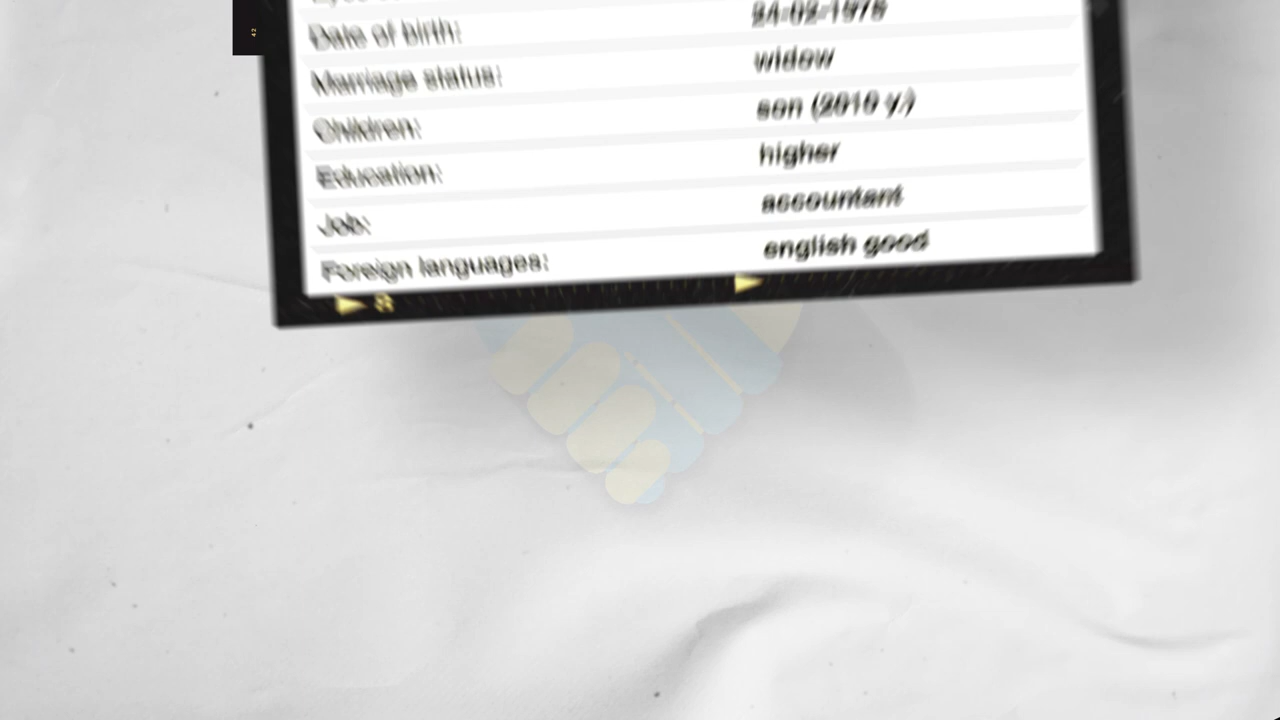 Date of birth: 24-02-1978
Marriage status: widow
Children: son (2010 y.)
Education: higher
Job: accountant
Foreign languages: english good